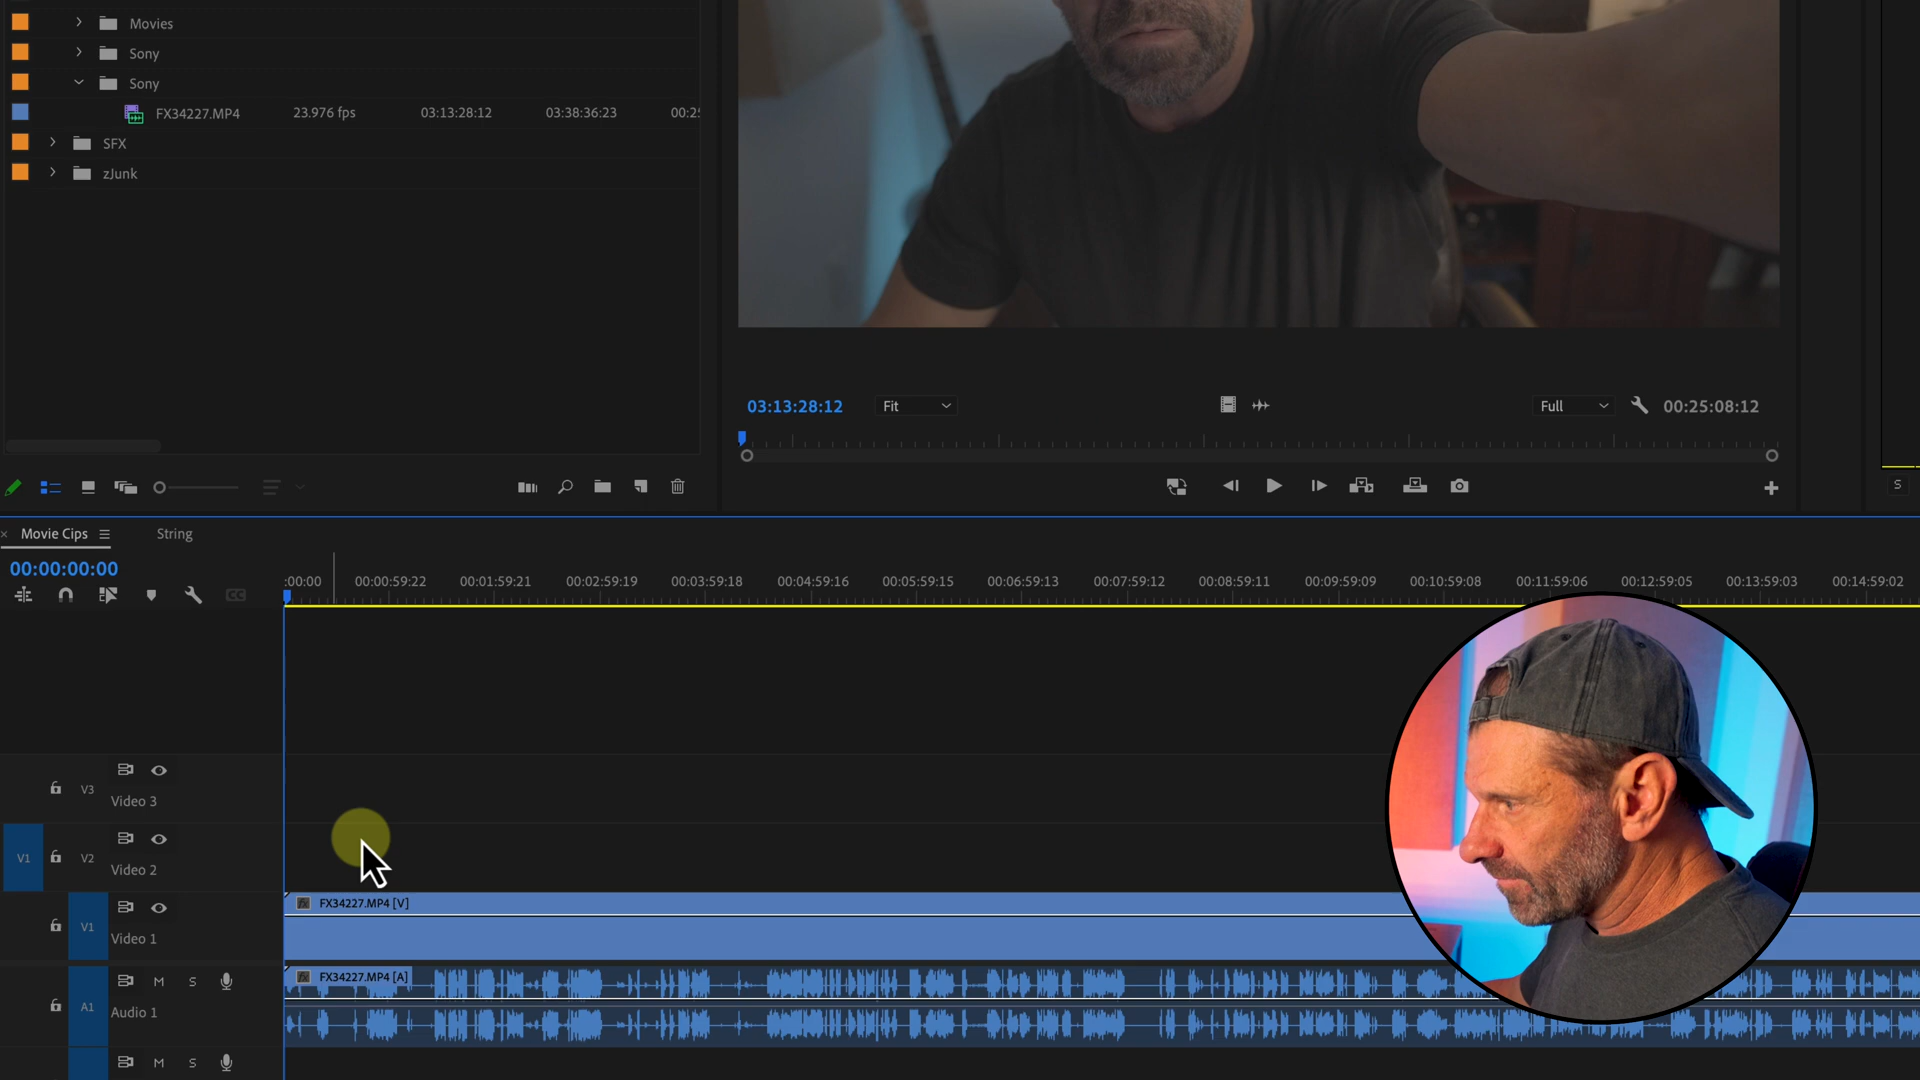 Movies
Sony
Sony
FX34227.MP4 23.976 fps 03:13:28:12 03:38:36:23
SFX
zJunk
03:13:28:12 Fit Full 00:25:08:12
S
Movie Clips String
00:00:00:00
:00:00 00:00:59:22 00:01:59:21 00:02:59:19 00:03:59:18 00:04:59:16 00:05:59:15 00:06:59:13 00:07:59:12 00:08:59:11 00:09:59:09 00:10:59:08 00:11:59:06 00:12:59:05 00:13:59:03 00:14:59:02
V3
Video 3
V1 V2
Video 2
FX34227.MP4 [V]
V1
Video 1
FX34227.MP4 [A]
M S
A1
Audio 1
M S